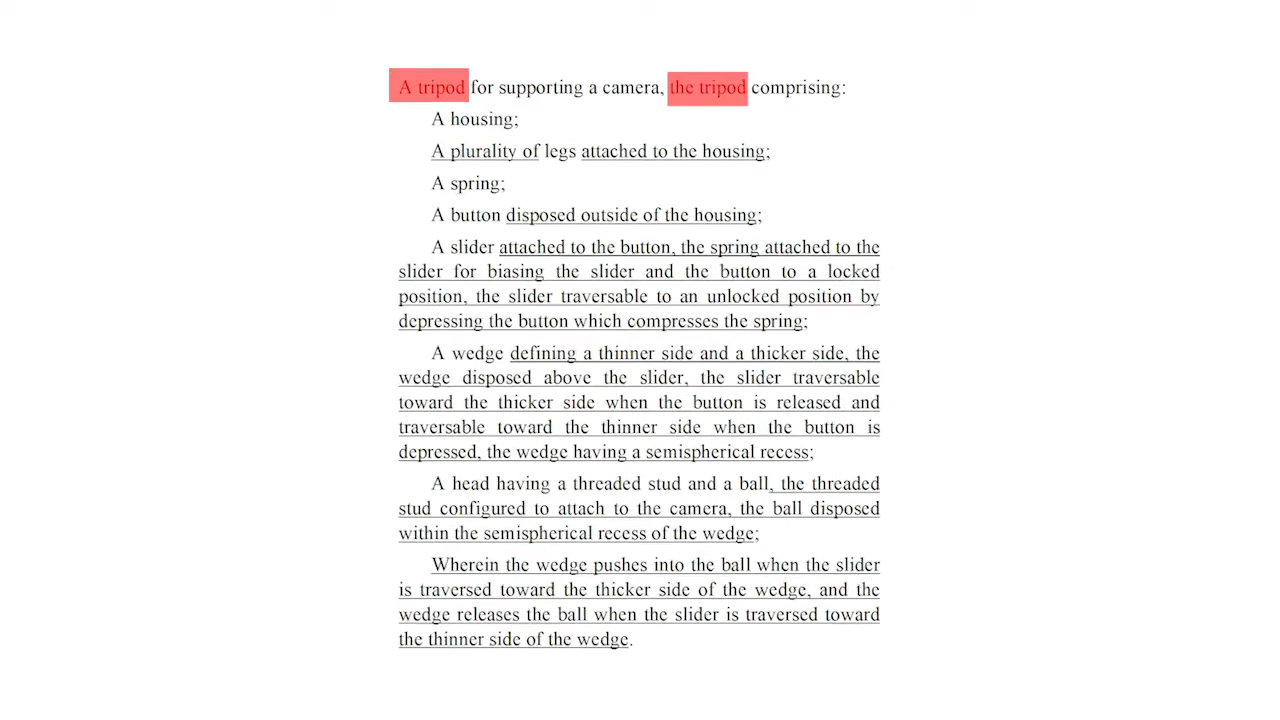 A tripod for supporting a camera, the tripod comprising:
A housing;
A plurality of legs attached to the housing;
A spring;
A button disposed outside of the housing;
A slider attached to the button, the spring attached to the
slider for biasing the slider and the button to a locked
position, the slider traversable to an unlocked position by
depressing the button which compresses the spring;
A wedge defining a thinner side and a thicker side, the
wedge disposed above the slider, the slider traversable
toward the thicker side when the button is released and
traversable toward the thinner side when the button is
depressed, the wedge having a semispherical recess;
A head having a threaded stud and a ball, the threaded
stud configured to attach to the camera, the ball disposed
within the semispherical recess of the wedge;
Wherein the wedge pushes into the ball when the slider
is traversed toward the thicker side of the wedge, and the
wedge releases the ball when the slider is traversed toward
the thinner side of the wedge.